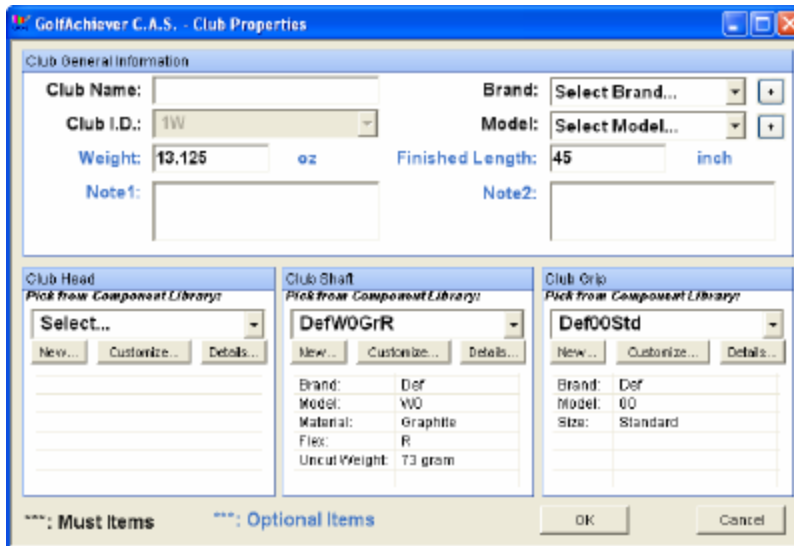 GolfAchiever C.A.S. - Club Properties
Club General Information
Club Name: Brand: Select Brand... +
Club I.D.: 1W Model: Select Model... +
Weight: 13.125 oz Finished Length: 45 inch
Note1: Note2:
Club Head Club Shaft Club Grip
Pick from Component Library: Pick from Component Library: Pick from Component Library:
Select... DefW0GrR Def00Std
New... Customize... Details... New... Customize... Details... New... Customize... Details...
Brand: Def Brand: Def
Model: W0 Model: 00
Material: Graphite Size: Standard
Flex: R
Uncut Weight: 73 gram
***: Must Items ***: Optional Items OK Cancel